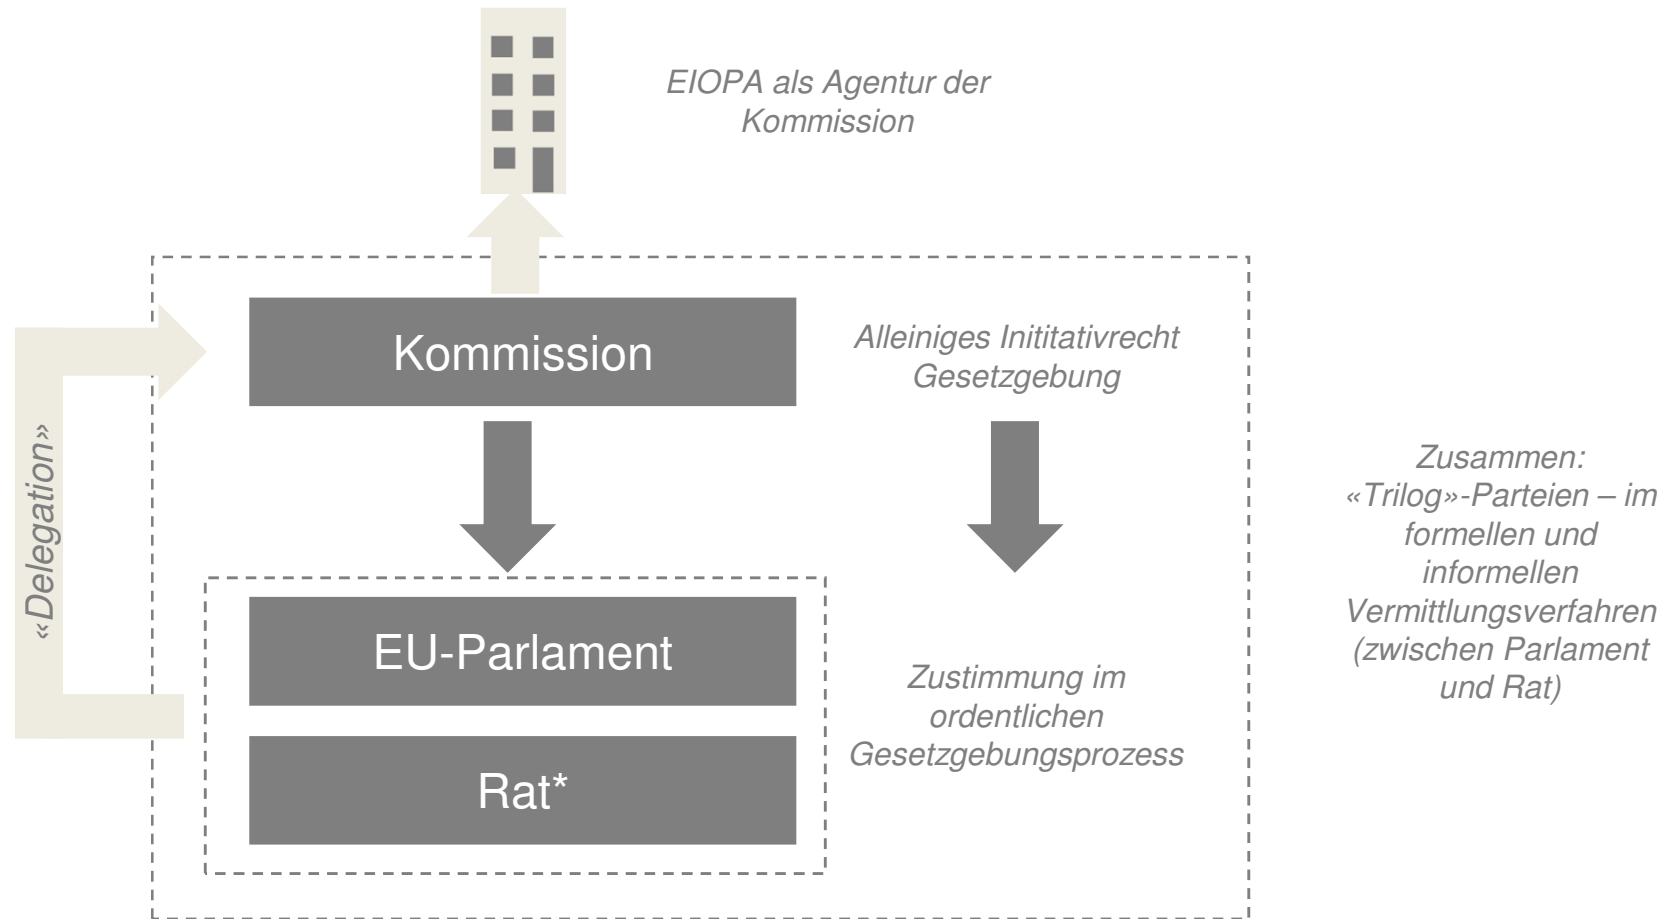 EIOPA als Agentur der
Kommission
Kommission
Alleiniges Inititativrecht
Gesetzgebung
«Delegation»
EU-Parlament
Rat*
Zustimmung im
ordentlichen
Gesetzgebungsprozess
Zusammen:
«Trilog»-Parteien – im
formellen und
informellen
Vermittlungsverfahren
(zwischen Parlament
und Rat)